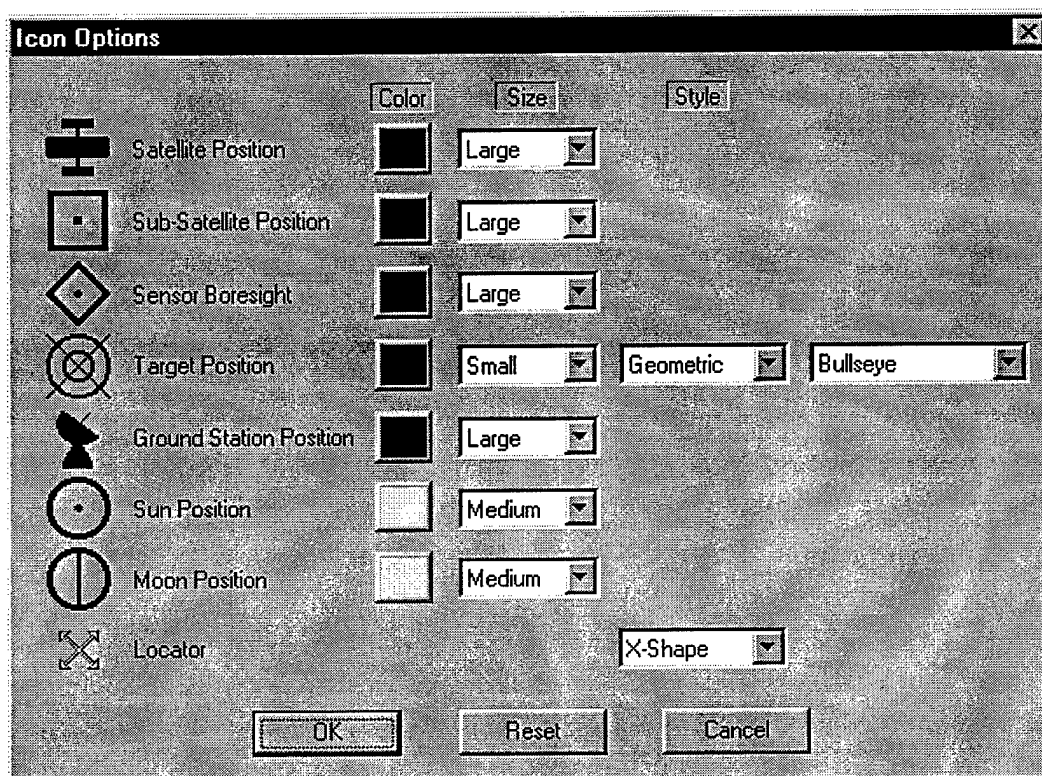 Icon Options
Color Size Style
Satellite Position Large
Sub-Satellite Position Large
Sensor Boresight Large
Target Position Small Geometric Bullseye
Ground Station Position Large
Sun Position Medium
Moon Position Medium
Locator X-Shape
OK Reset Cancel